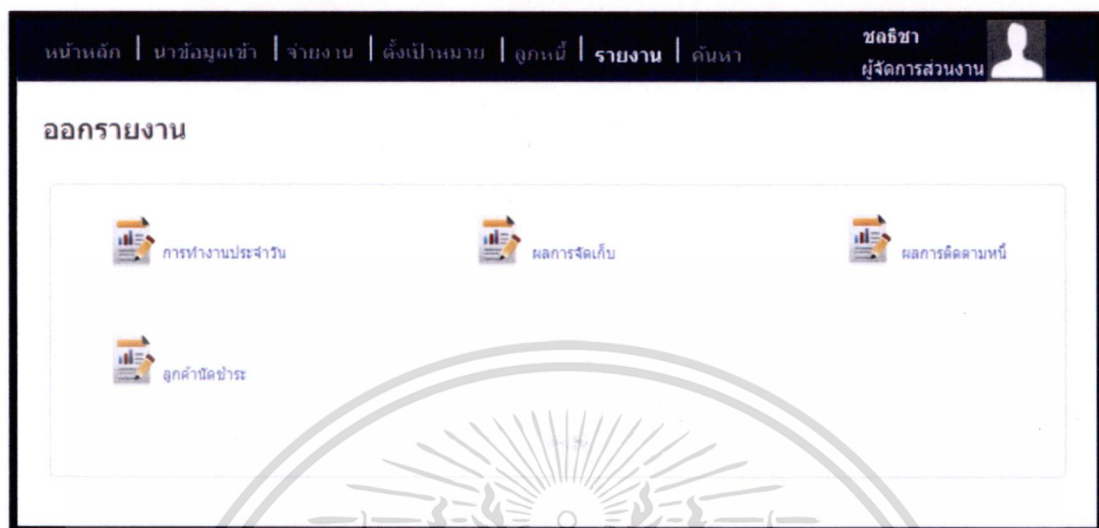 หน้าหลัก | นำข้อมูลเข้า | จ่ายงาน | ตั้งเป้าหมาย | ลูกหนี้ | รายงาน | ค้นหา
ชลธิชา
ผู้จัดการส่วนงาน
ออกรายงาน
การทำงานประจำวัน
ผลการจัดเก็บ
ผลการติดตามหนี้
ลูกค้านัดชำระ